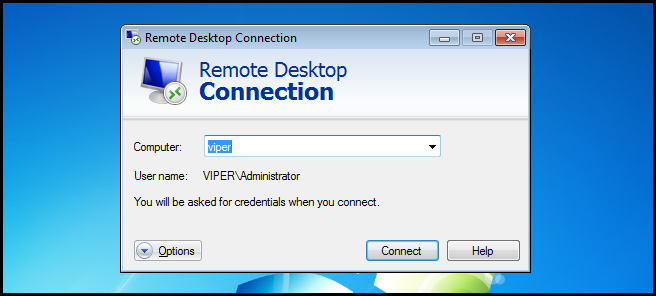 Remote Desktop Connection
Remote Desktop
Connection
Computer: viper
User name: VIPER\Administrator
You will be asked for credentials when you connect.
Options Connect Help